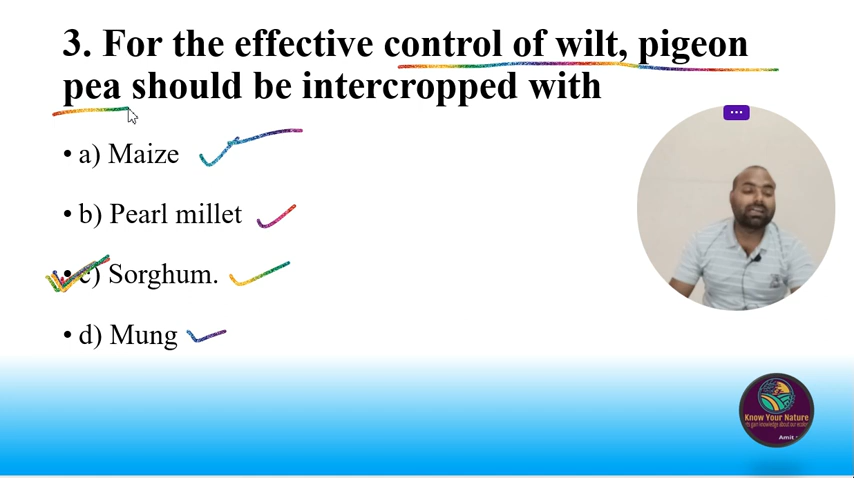 3. For the effective control of wilt, pigeon
pea should be intercropped with
• a) Maize
• b) Pearl millet
• c) Sorghum.
• d) Mung
Know Your Nature
Amit